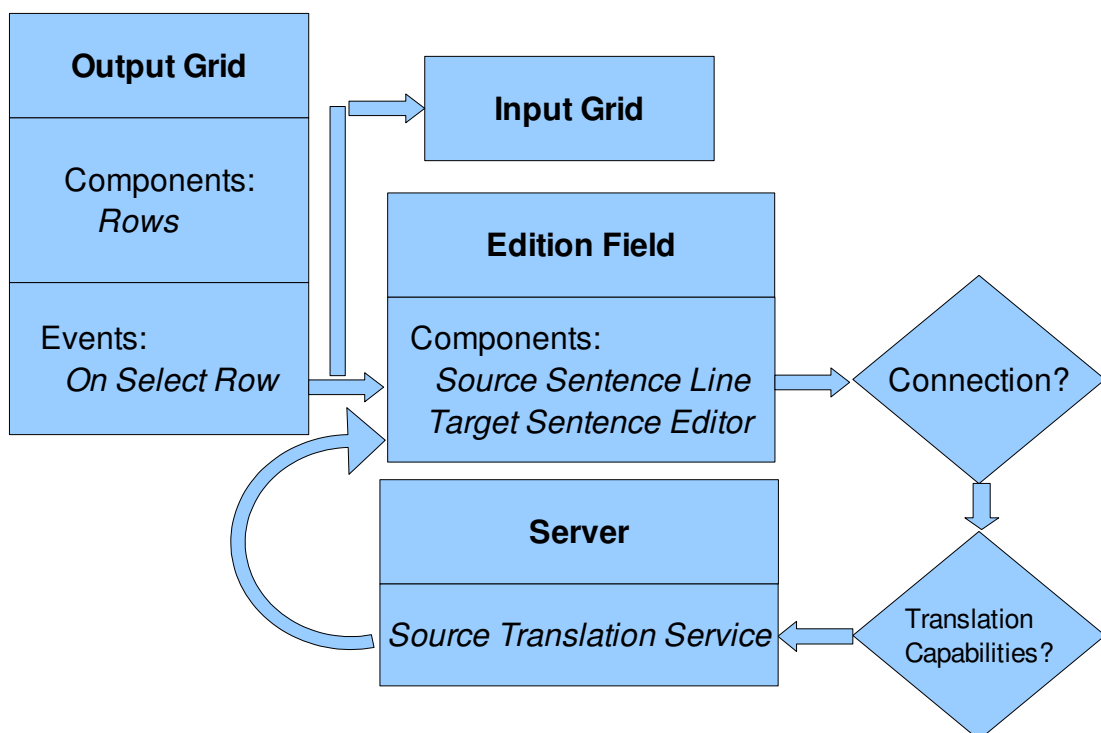 Output Grid
Components:
Rows
Events:
On Select Row
Input Grid
Edition Field
Components:
Source Sentence Line
Target Sentence Editor
Connection?
Translation
Capabilities?
Server
Source Translation Service